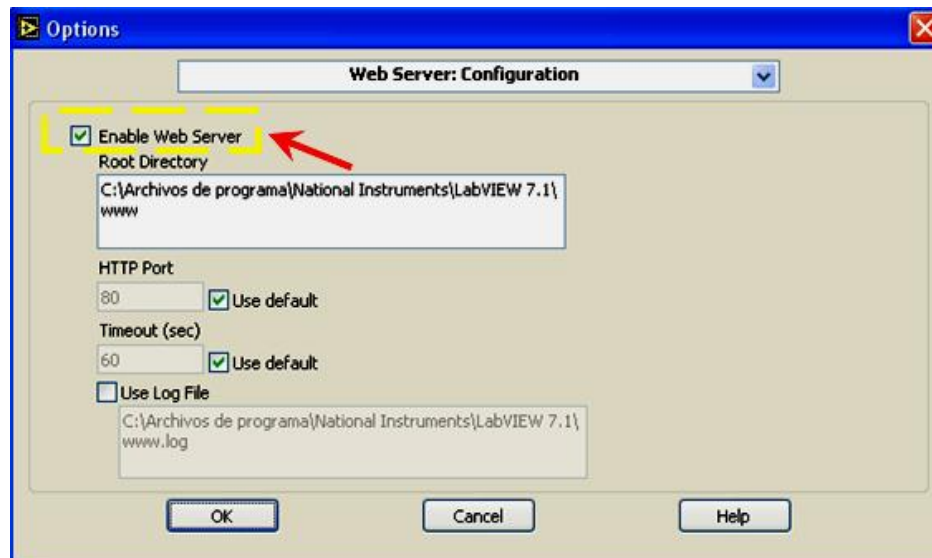 Options
Web Server: Configuration
Enable Web Server
Root Directory
C:\Archivos de programa\National Instruments\LabVIEW 7.1\
www
HTTP Port
80 Use default
Timeout (sec)
60 Use default
Use Log File
C:\Archivos de programa\National Instruments\LabVIEW 7.1\
www.log
OK Cancel Help